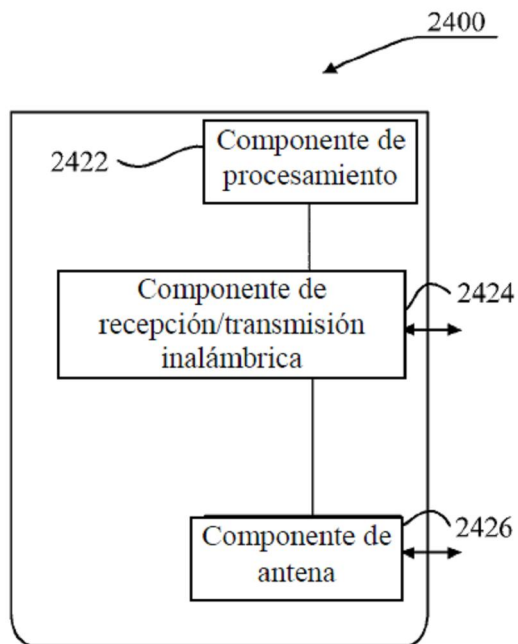 2400
2422
Componente de
procesamiento
Componente de
recepción/transmisión
inalámbrica
2424
Componente de
antena
2426